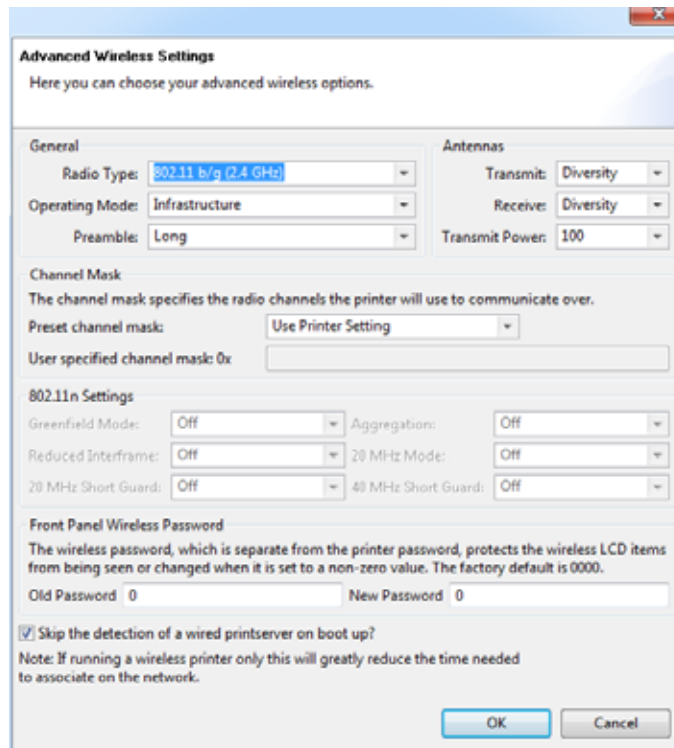 Advanced Wireless Settings
Here you can choose your advanced wireless options.
General
Radio Type: 802.11 b/g (2.4 GHz)
Operating Mode: Infrastructure
Preamble: Long
Antennas
Transmit: Diversity
Receive: Diversity
Transmit Power: 100
Channel Mask
The channel mask specifies the radio channels the printer will use to communicate over.
Preset channel mask: Use Printer Setting
User specified channel mask: 0x
802.11n Settings
Greenfield Mode: Off Aggregation: Off
Reduced Interframe: Off 20 MHz Mode: Off
20 MHz Short Guard: Off 40 MHz Short Guard: Off
Front Panel Wireless Password
The wireless password, which is separate from the printer password, protects the wireless LCD items
from being seen or changed when it is set to a non-zero value. The factory default is 0000.
Old Password 0 New Password 0
Skip the detection of a wired printserver on boot up?
Note: If running a wireless printer only this will greatly reduce the time needed
to associate on the network.
OK Cancel